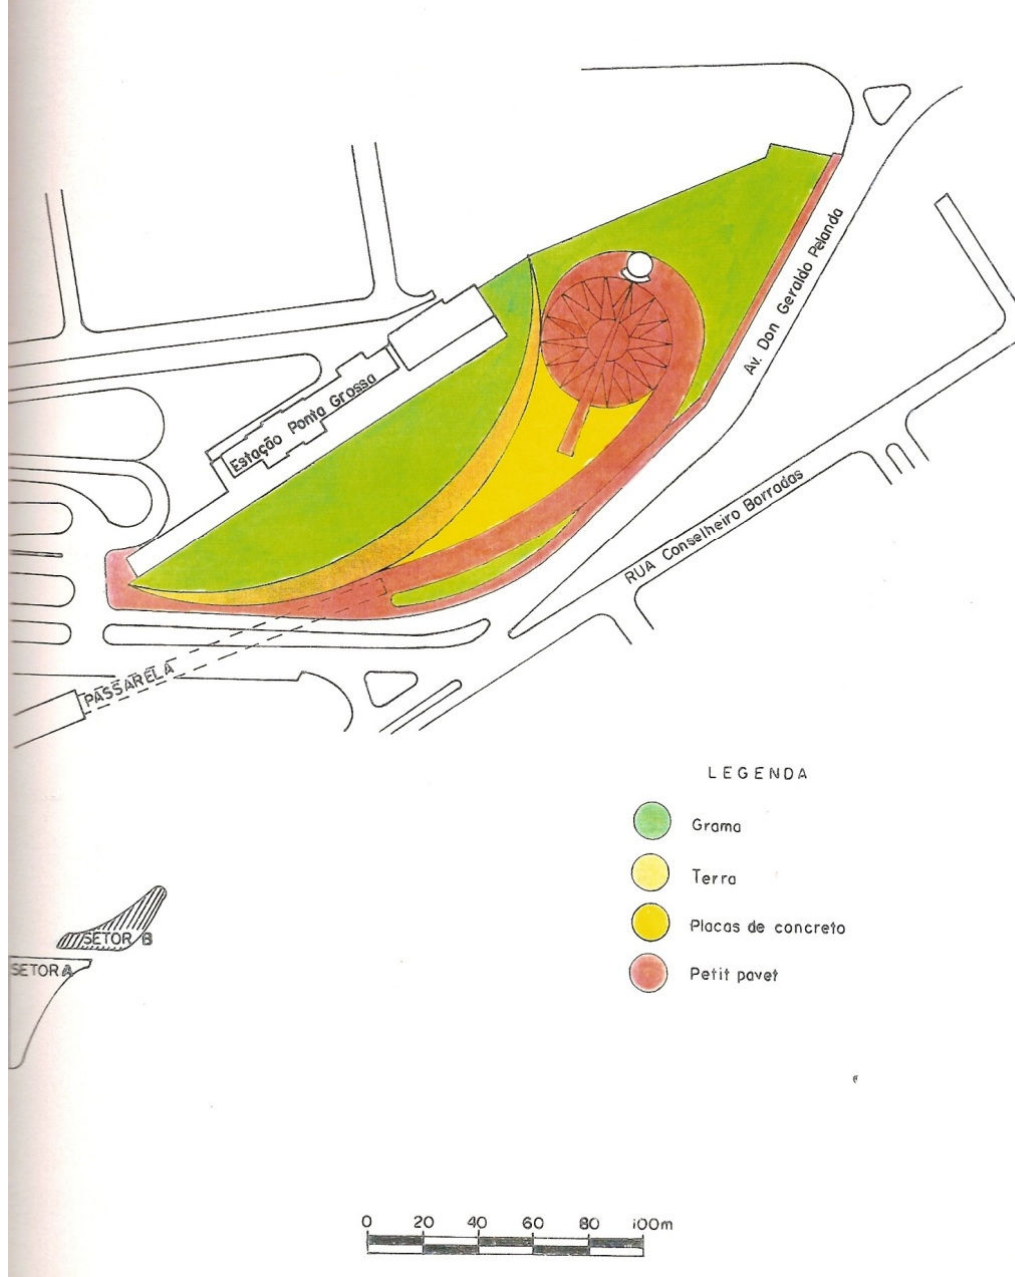 Av. Don Geraldo Pelanda
Estação Ponta Grossa
RUA Conselheiro Barradas
PASSARELA
LEGENDA
Grama
Terra
Placas de concreto
Petit pavet
SETOR B
SETOR A
0 20 40 60 80 100m